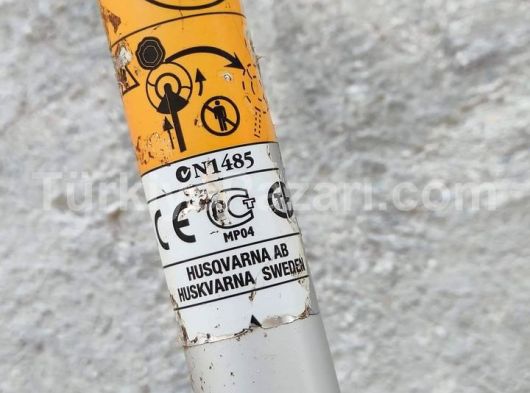 N1485
CE
MP04
HUSQVARNA AB
HUSKVARNA SWEDEN